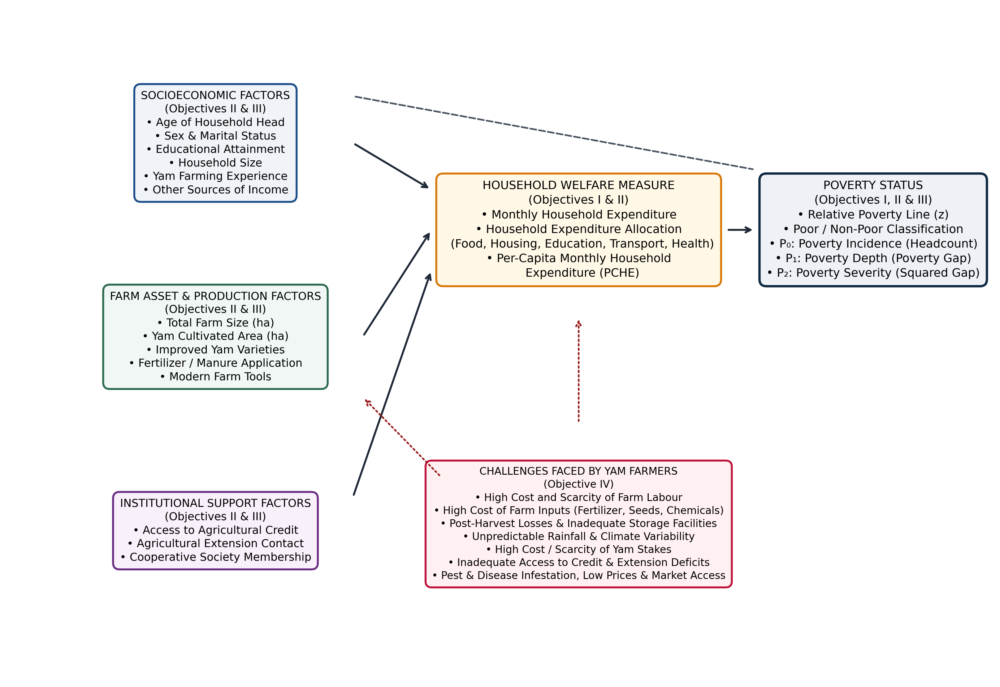 SOCIOECONOMIC FACTORS
(Objectives II & III)
• Age of Household Head
• Sex & Marital Status
• Educational Attainment
• Household Size
• Yam Farming Experience
• Other Sources of Income
HOUSEHOLD WELFARE MEASURE
(Objectives I & II)
• Monthly Household Expenditure
• Household Expenditure Allocation
(Food, Housing, Education, Transport, Health)
• Per-Capita Monthly Household
Expenditure (PCHE)
POVERTY STATUS
(Objectives I, II & III)
• Relative Poverty Line (z)
• Poor / Non-Poor Classification
• P₀: Poverty Incidence (Headcount)
• P₁: Poverty Depth (Poverty Gap)
• P₂: Poverty Severity (Squared Gap)
FARM ASSET & PRODUCTION FACTORS
(Objectives II & III)
• Total Farm Size (ha)
• Yam Cultivated Area (ha)
• Improved Yam Varieties
• Fertilizer / Manure Application
• Modern Farm Tools
INSTITUTIONAL SUPPORT FACTORS
(Objectives II & III)
• Access to Agricultural Credit
• Agricultural Extension Contact
• Cooperative Society Membership
CHALLENGES FACED BY YAM FARMERS
(Objective IV)
• High Cost and Scarcity of Farm Labour
• High Cost of Farm Inputs (Fertilizer, Seeds, Chemicals)
• Post-Harvest Losses & Inadequate Storage Facilities
• Unpredictable Rainfall & Climate Variability
• High Cost / Scarcity of Yam Stakes
• Inadequate Access to Credit & Extension Deficits
• Pest & Disease Infestation, Low Prices & Market Access